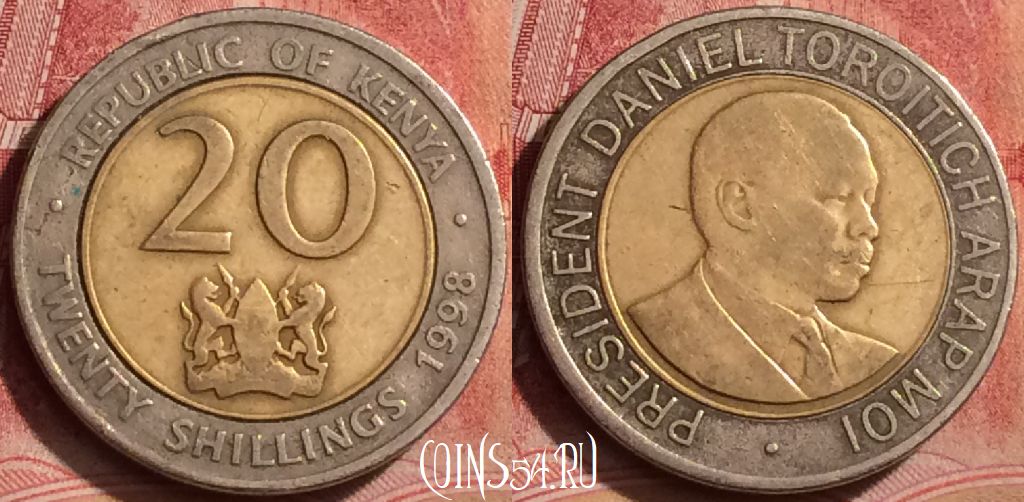 REPUBLIC OF KENYA
20
TWENTY SHILLINGS 1998
PRESIDENT DANIEL TOROITICH ARAP MOI
COINS54.RU